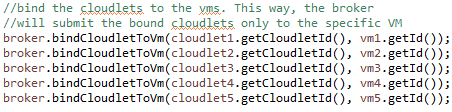 //bind the cloudlets to the vms. This way, the broker
//will submit the bound cloudlets only to the specific VM
broker.bindCloudletToVm(cloudlet1.getCloudletId(), vm1.getId());
broker.bindCloudletToVm(cloudlet2.getCloudletId(), vm2.getId());
broker.bindCloudletToVm(cloudlet3.getCloudletId(), vm3.getId());
broker.bindCloudletToVm(cloudlet4.getCloudletId(), vm4.getId());
broker.bindCloudletToVm(cloudlet5.getCloudletId(), vm5.getId());